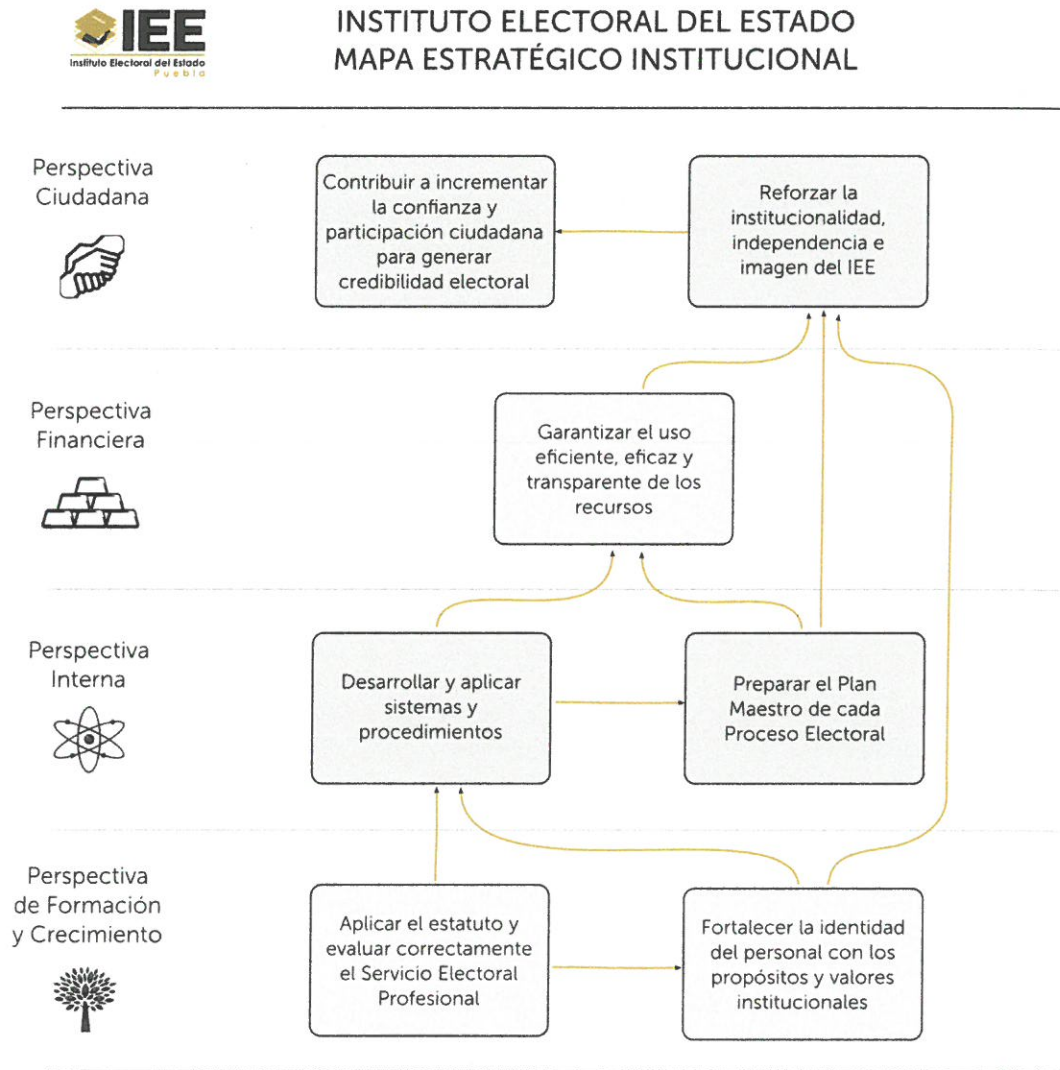 IEE
Instituto Electoral del Estado
Puebla
INSTITUTO ELECTORAL DEL ESTADO
MAPA ESTRATÉGICO INSTITUCIONAL
Perspectiva
Ciudadana
Contribuir a incrementar
la confianza y
participación ciudadana
para generar
credibilidad electoral
Reforzar la
institucionalidad,
independencia e
imagen del IEE
Perspectiva
Financiera
Garantizar el uso
eficiente, eficaz y
transparente de los
recursos
Perspectiva
Interna
Desarrollar y aplicar
sistemas y
procedimientos
Preparar el Plan
Maestro de cada
Proceso Electoral
Perspectiva
de Formación
y Crecimiento
Aplicar el estatuto y
evaluar correctamente
el Servicio Electoral
Profesional
Fortalecer la identidad
del personal con los
propósitos y valores
institucionales